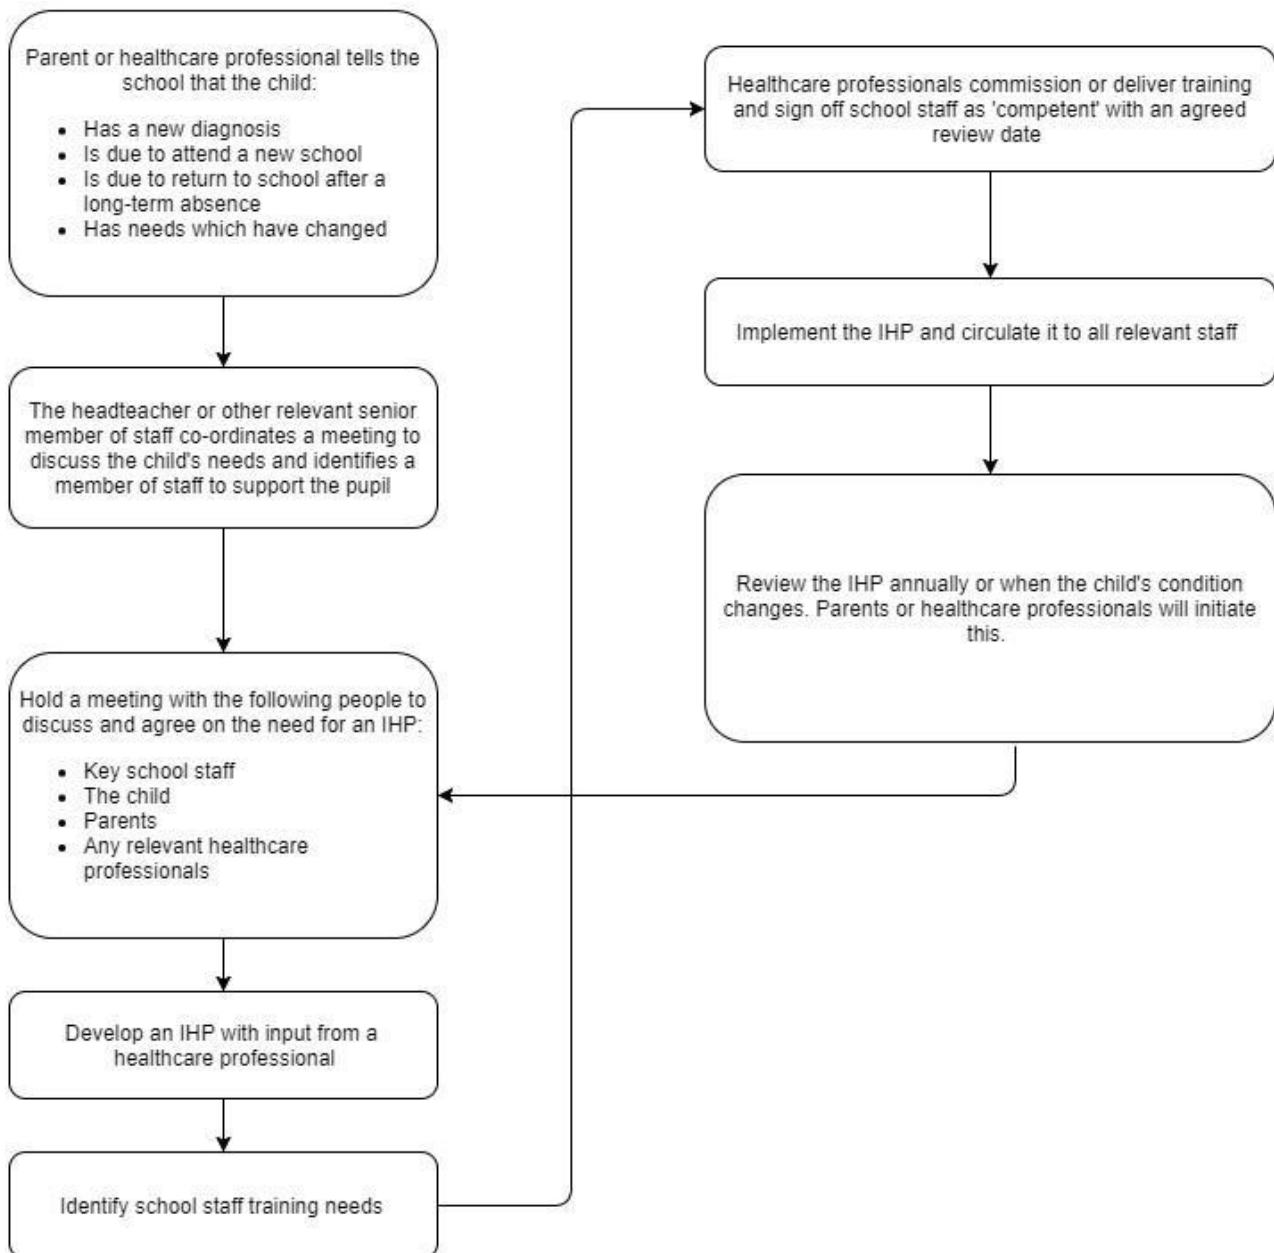 Parent or healthcare professional tells the
school that the child:
• Has a new diagnosis
• Is due to attend a new school
• Is due to return to school after a
long-term absence
• Has needs which have changed
The headteacher or other relevant senior
member of staff co-ordinates a meeting to
discuss the child's needs and identifies a
member of staff to support the pupil
Hold a meeting with the following people to
discuss and agree on the need for an IHP:
• Key school staff
• The child
• Parents
• Any relevant healthcare
professionals
Develop an IHP with input from a
healthcare professional
Identify school staff training needs
Healthcare professionals commission or deliver training
and sign off school staff as 'competent' with an agreed
review date
Implement the IHP and circulate it to all relevant staff
Review the IHP annually or when the child's condition
changes. Parents or healthcare professionals will initiate
this.